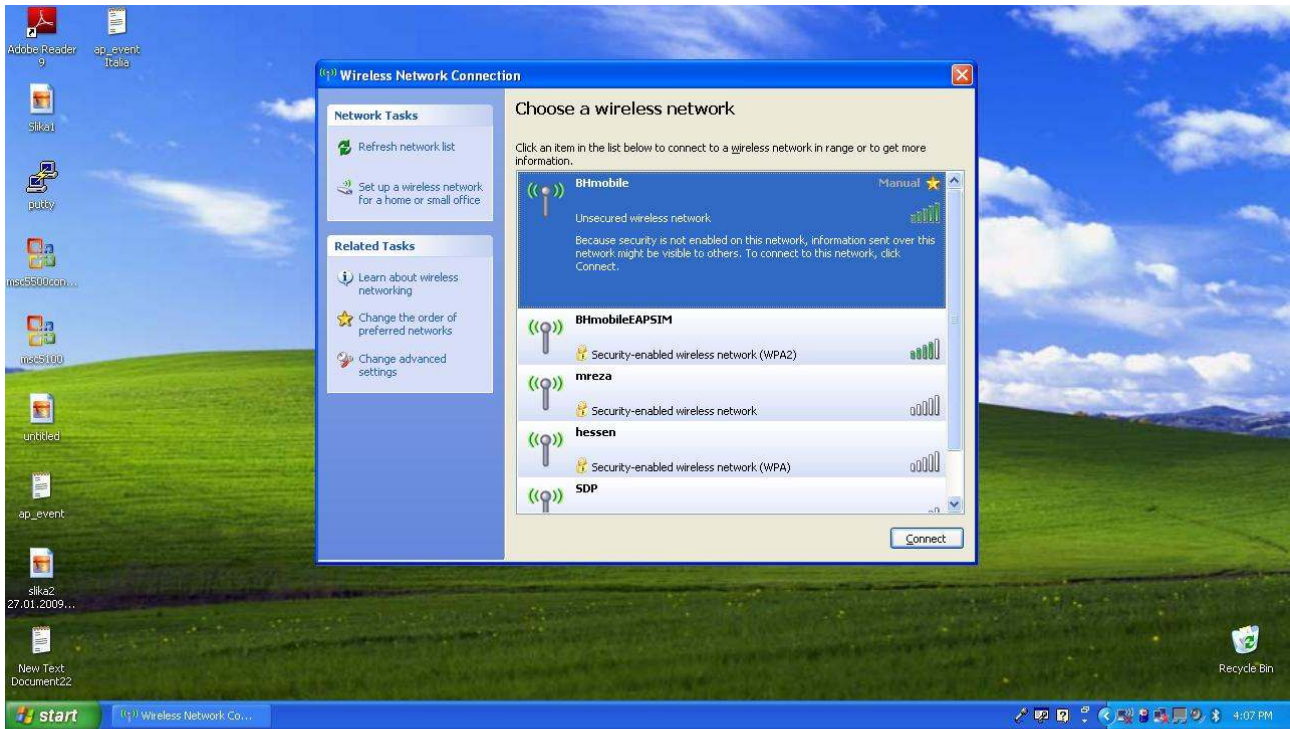 Adobe Reader
9
ap_event
Italia
Slika1
putty
msc5500con...
msc5100
untitled
ap_event
slika2
27.01.2009...
New Text
Document22
Wireless Network Connection
Network Tasks
Refresh network list
Set up a wireless network
for a home or small office
Related Tasks
Learn about wireless
networking
Change the order of
preferred networks
Change advanced
settings
Choose a wireless network
Click an item in the list below to connect to a wireless network in range or to get more
information.
BHmobile
Manual
Unsecured wireless network
Because security is not enabled on this network, information sent over this
network might be visible to others. To connect to this network, click
Connect.
BHmobileEAPSIM
Security-enabled wireless network (WPA2)
mreza
Security-enabled wireless network
hessen
Security-enabled wireless network (WPA)
SDP
Connect
Recycle Bin
start
Wireless Network Co...
4:07 PM